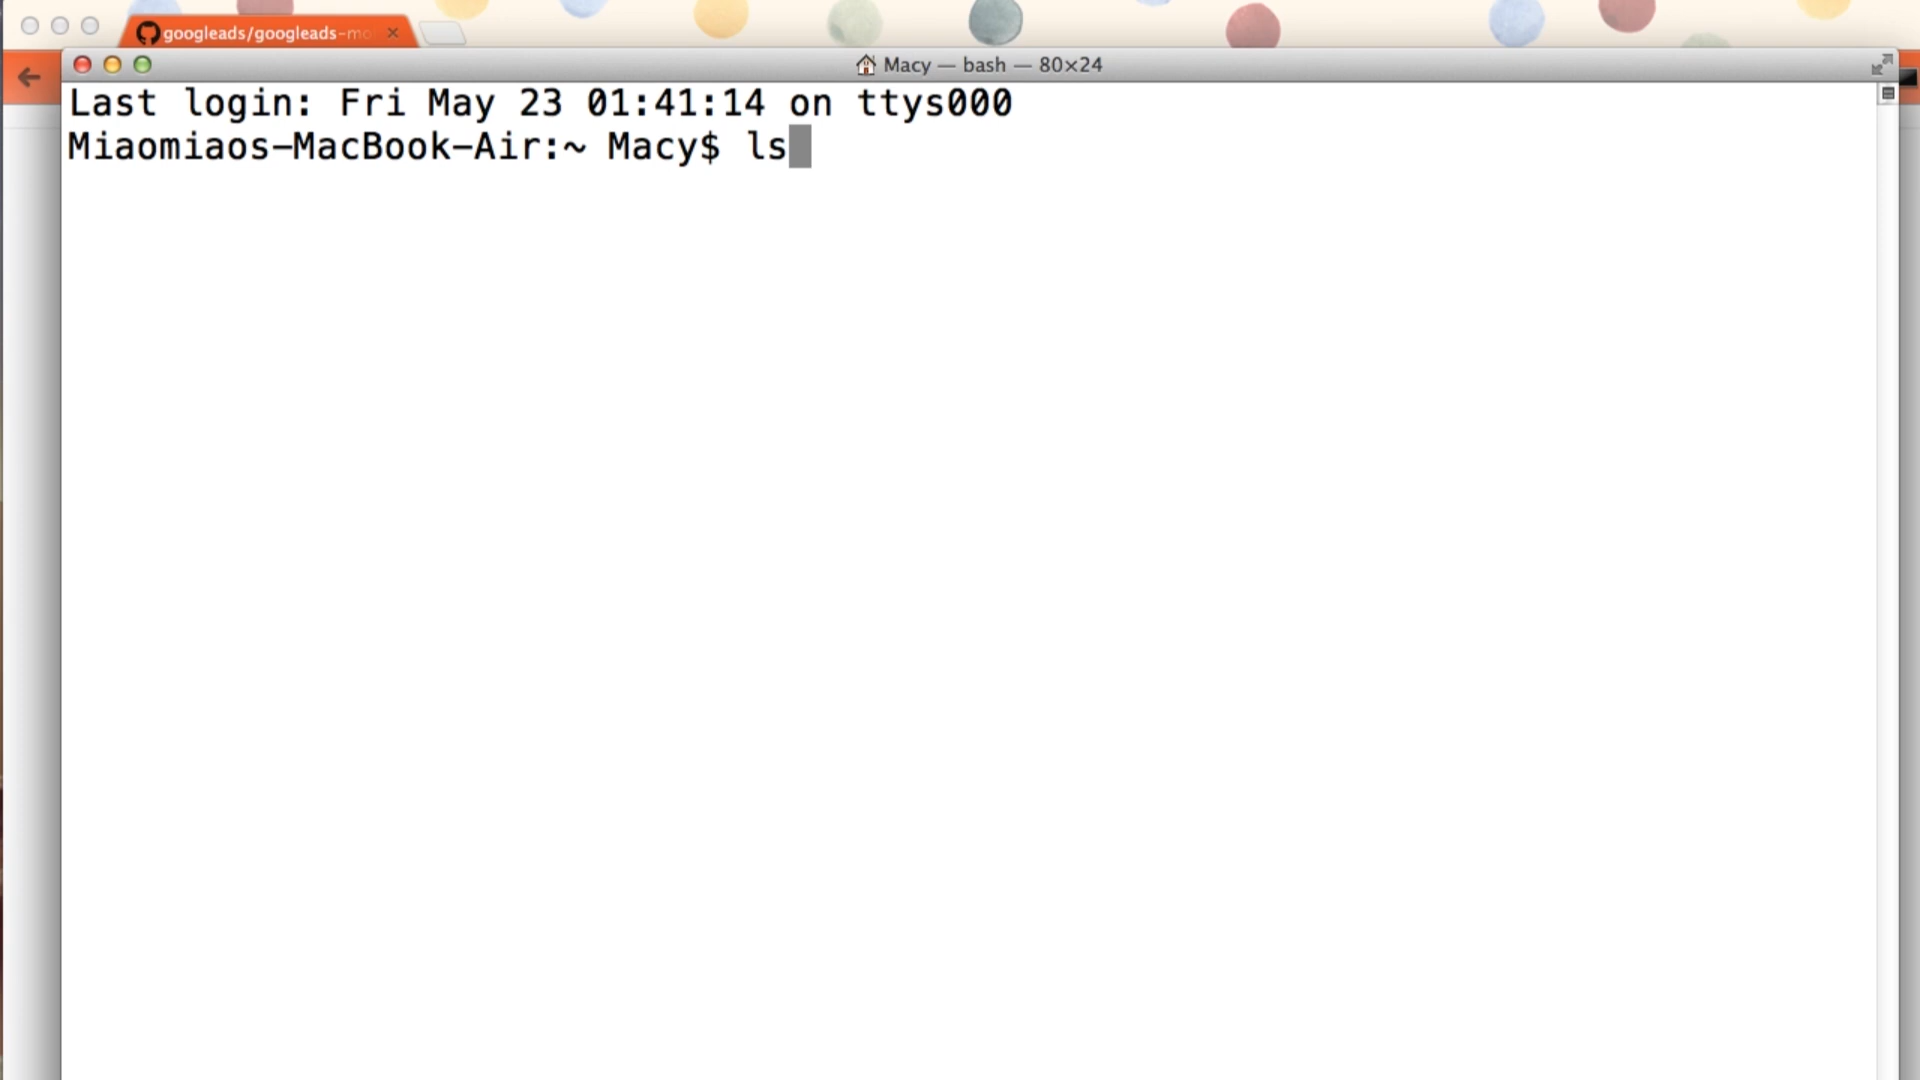 googleads/googleads-mo
Macy — bash — 80×24
Last login: Fri May 23 01:41:14 on ttys000
Miaomiaos-MacBook-Air:~ Macy$ ls